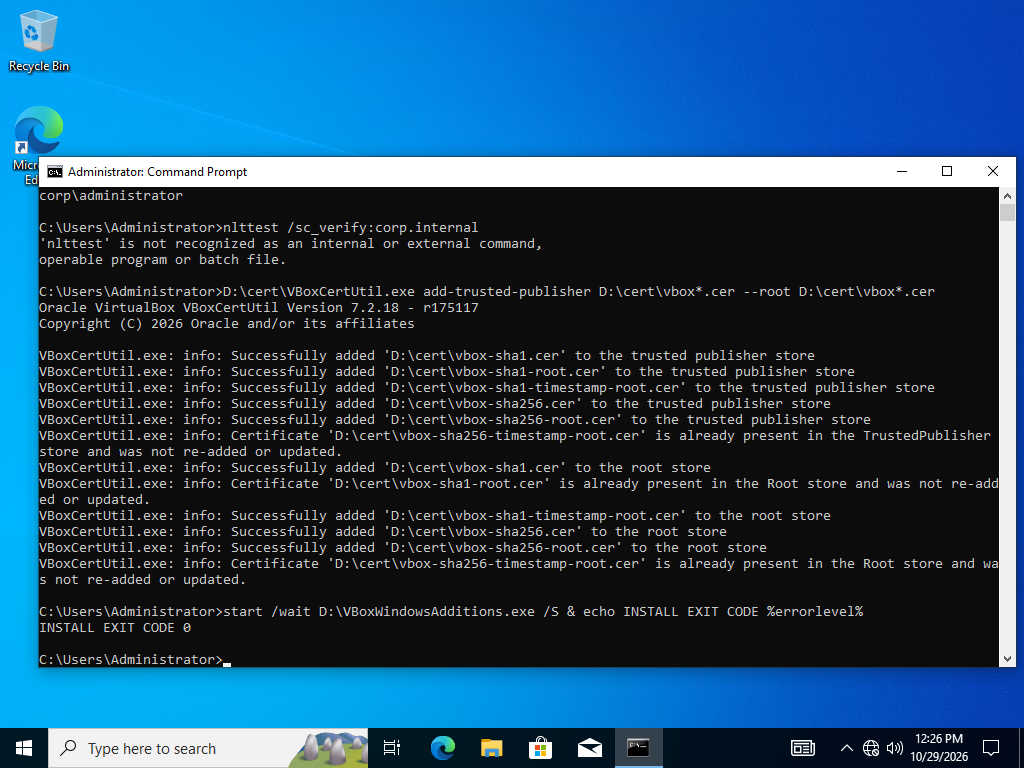 Recycle Bin
Administrator: Command Prompt
corp\administrator
C:\Users\Administrator>nlttest /sc_verify:corp.internal
'nlttest' is not recognized as an internal or external command,
operable program or batch file.
C:\Users\Administrator>D:\cert\VBoxCertUtil.exe add-trusted-publisher D:\cert\vbox*.cer --root D:\cert\vbox*.cer
Oracle VirtualBox VBoxCertUtil Version 7.2.18 - r175117
Copyright (C) 2026 Oracle and/or its affiliates
VBoxCertUtil.exe: info: Successfully added 'D:\cert\vbox-sha1.cer' to the trusted publisher store
VBoxCertUtil.exe: info: Successfully added 'D:\cert\vbox-sha1-root.cer' to the trusted publisher store
VBoxCertUtil.exe: info: Successfully added 'D:\cert\vbox-sha1-timestamp-root.cer' to the trusted publisher store
VBoxCertUtil.exe: info: Successfully added 'D:\cert\vbox-sha256.cer' to the trusted publisher store
VBoxCertUtil.exe: info: Successfully added 'D:\cert\vbox-sha256-root.cer' to the trusted publisher store
VBoxCertUtil.exe: info: Certificate 'D:\cert\vbox-sha256-timestamp-root.cer' is already present in the TrustedPublisher
store and was not re-added or updated.
VBoxCertUtil.exe: info: Successfully added 'D:\cert\vbox-sha1.cer' to the root store
VBoxCertUtil.exe: info: Certificate 'D:\cert\vbox-sha1-root.cer' is already present in the Root store and was not re-add
ed or updated.
VBoxCertUtil.exe: info: Successfully added 'D:\cert\vbox-sha1-timestamp-root.cer' to the root store
VBoxCertUtil.exe: info: Successfully added 'D:\cert\vbox-sha256.cer' to the root store
VBoxCertUtil.exe: info: Successfully added 'D:\cert\vbox-sha256-root.cer' to the root store
VBoxCertUtil.exe: info: Certificate 'D:\cert\vbox-sha256-timestamp-root.cer' is already present in the Root store and wa
s not re-added or updated.
C:\Users\Administrator>start /wait D:\VBoxWindowsAdditions.exe /S & echo INSTALL EXIT CODE %errorlevel%
INSTALL EXIT CODE 0
C:\Users\Administrator>
Type here to search
12:26 PM
10/29/2026